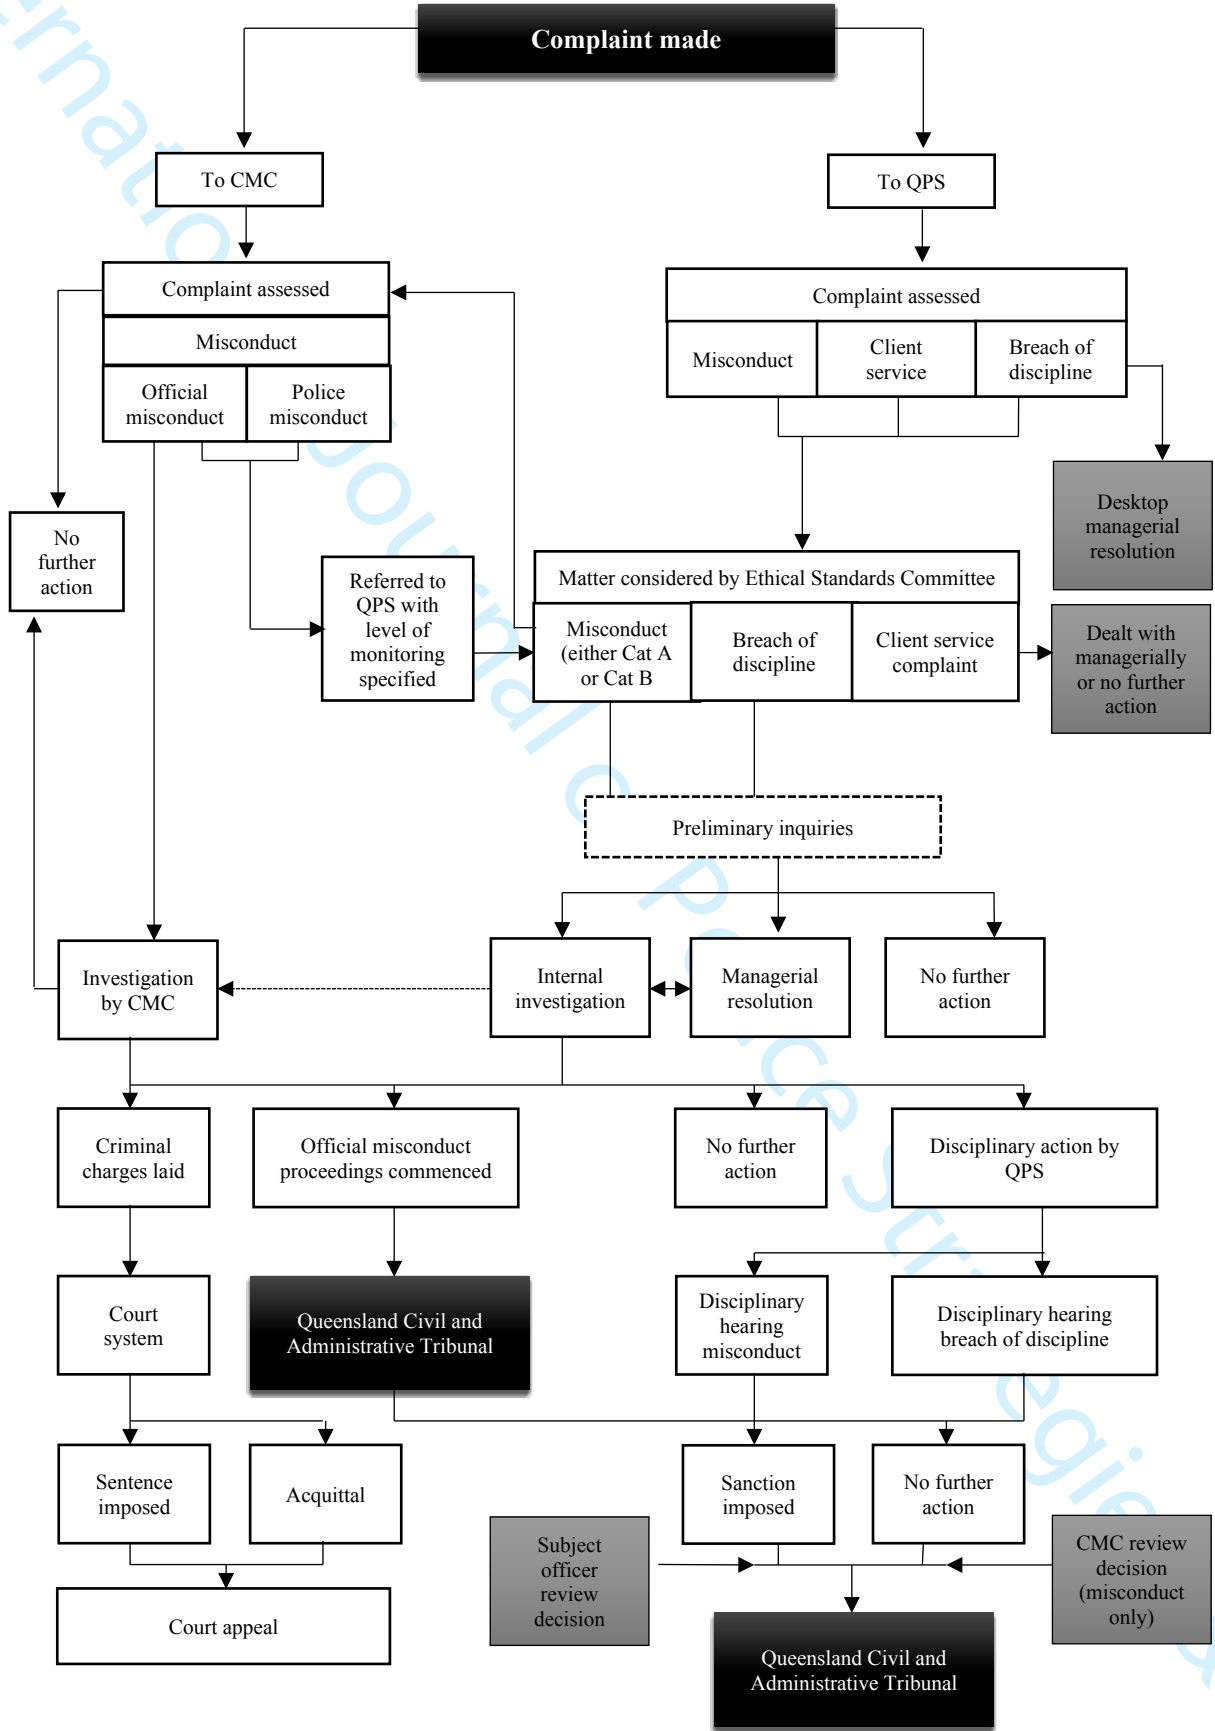 Complaint made
To CMC
To QPS
Complaint assessed
Misconduct
Official
misconduct
Police
misconduct
Complaint assessed
Misconduct
Client
service
Breach of
discipline
No
further
action
Desktop
managerial
resolution
Referred to
QPS with
level of
monitoring
specified
Matter considered by Ethical Standards Committee
Misconduct
(either Cat A
or Cat B
Breach of
discipline
Client service
complaint
Dealt with
managerially
or no further
action
Preliminary inquiries
Investigation
by CMC
Internal
investigation
Managerial
resolution
No further
action
Criminal
charges laid
Official misconduct
proceedings commenced
No further
action
Disciplinary action by
QPS
Court
system
Queensland Civil and
Administrative Tribunal
Disciplinary
hearing
misconduct
Disciplinary hearing
breach of discipline
Sentence
imposed
Acquittal
Sanction
imposed
No further
action
Subject
officer
review
decision
CMC review
decision
(misconduct
only)
Court appeal
Queensland Civil and
Administrative Tribunal
ernational Journal o Police Strategies &